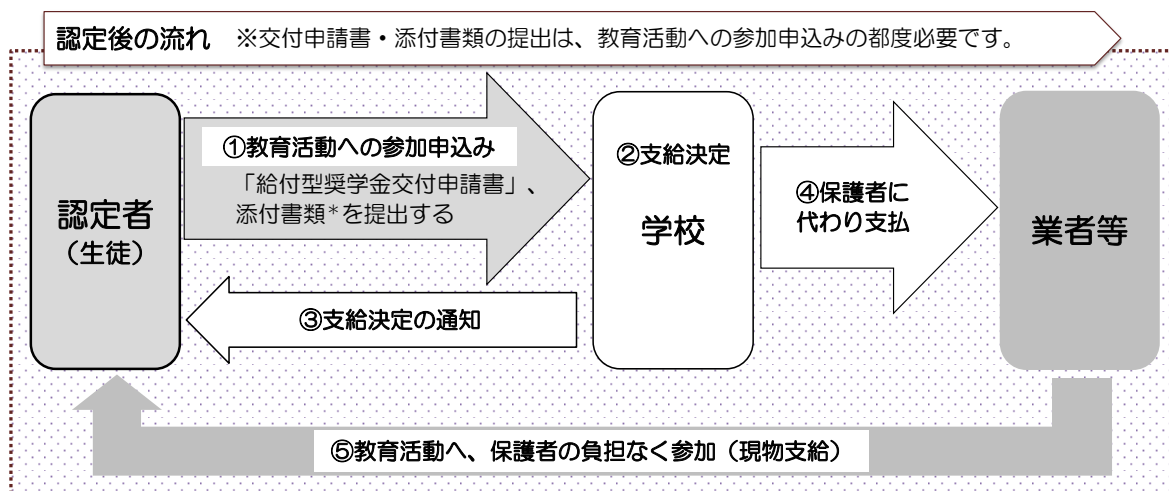 認定後の流れ ※交付申請書・添付書類の提出は、教育活動への参加申込みの都度必要です。
認定者
（生徒）
①教育活動への参加申込み
「給付型奨学金交付申請書」、
添付書類*を提出する
③支給決定の通知
②支給決定
学校
④保護者に
代わり支払
業者等
⑤教育活動へ、保護者の負担なく参加（現物支給）